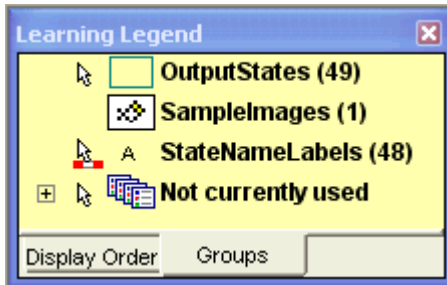 Learning Legend
OutputStates (49)
SampleImages (1)
A StateNameLabels (48)
Not currently used
Display Order Groups